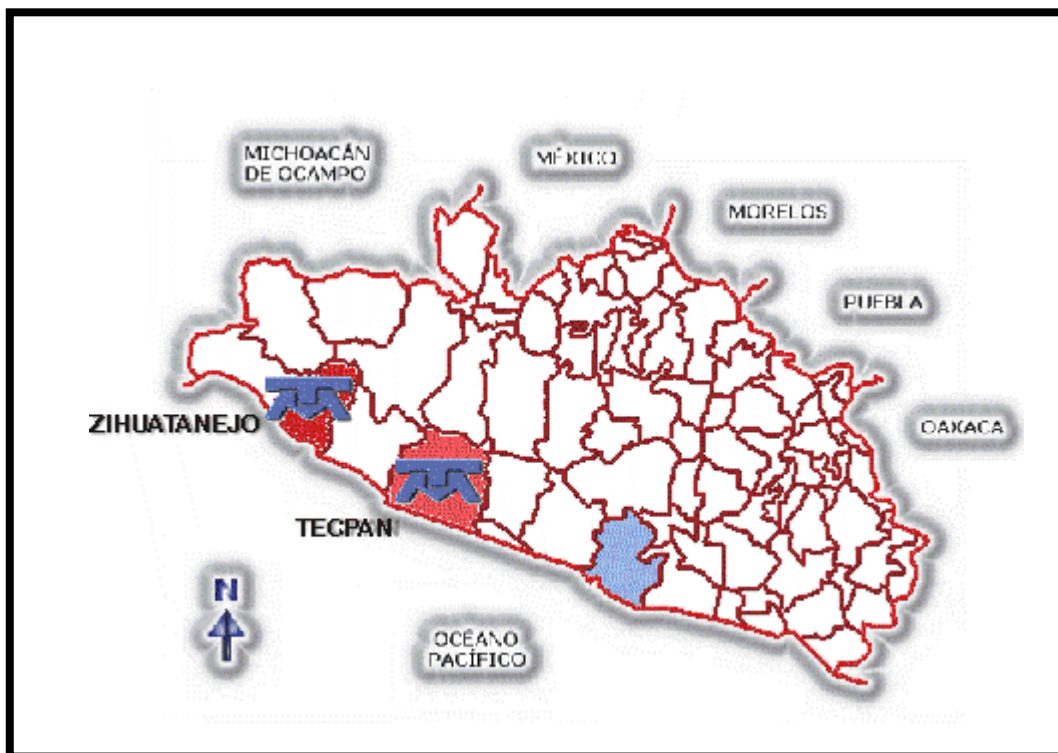 MICHOACÁN
DE OCAMPO
MÉXICO
MORELOS
PUEBLA
OAXACA
ZIHUATANEJO
TECPAN
N
OCÉANO
PACÍFICO